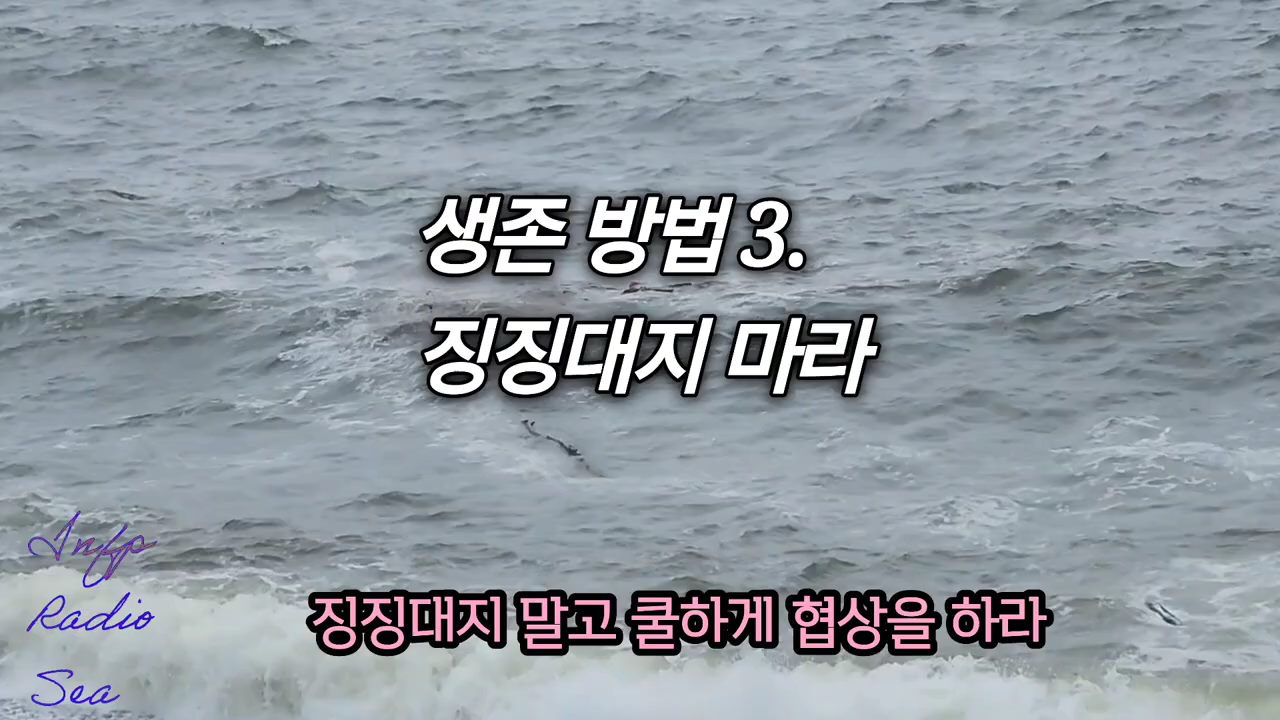 생존 방법 3.
징징대지 마라
Infp
Radio
Sea
징징대지 말고 쿨하게 협상을 하라